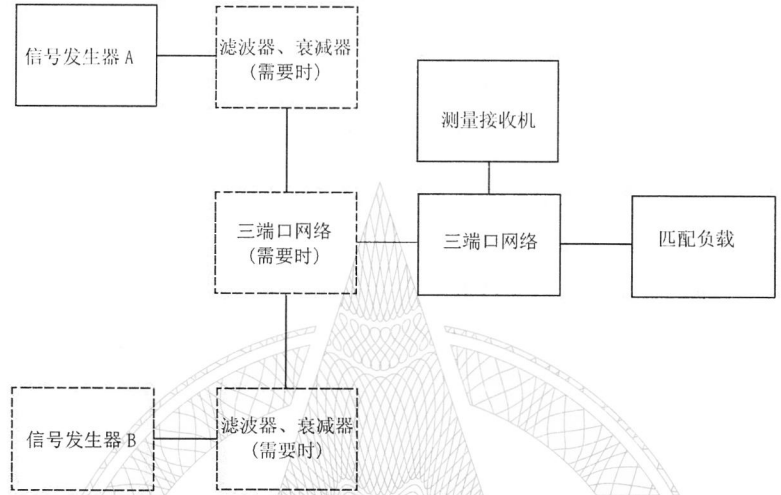 信号发生器 A
滤波器、衰减器
(需要时)
测量接收机
三端口网络
(需要时)
三端口网络
匹配负载
信号发生器 B
滤波器、衰减器
(需要时)